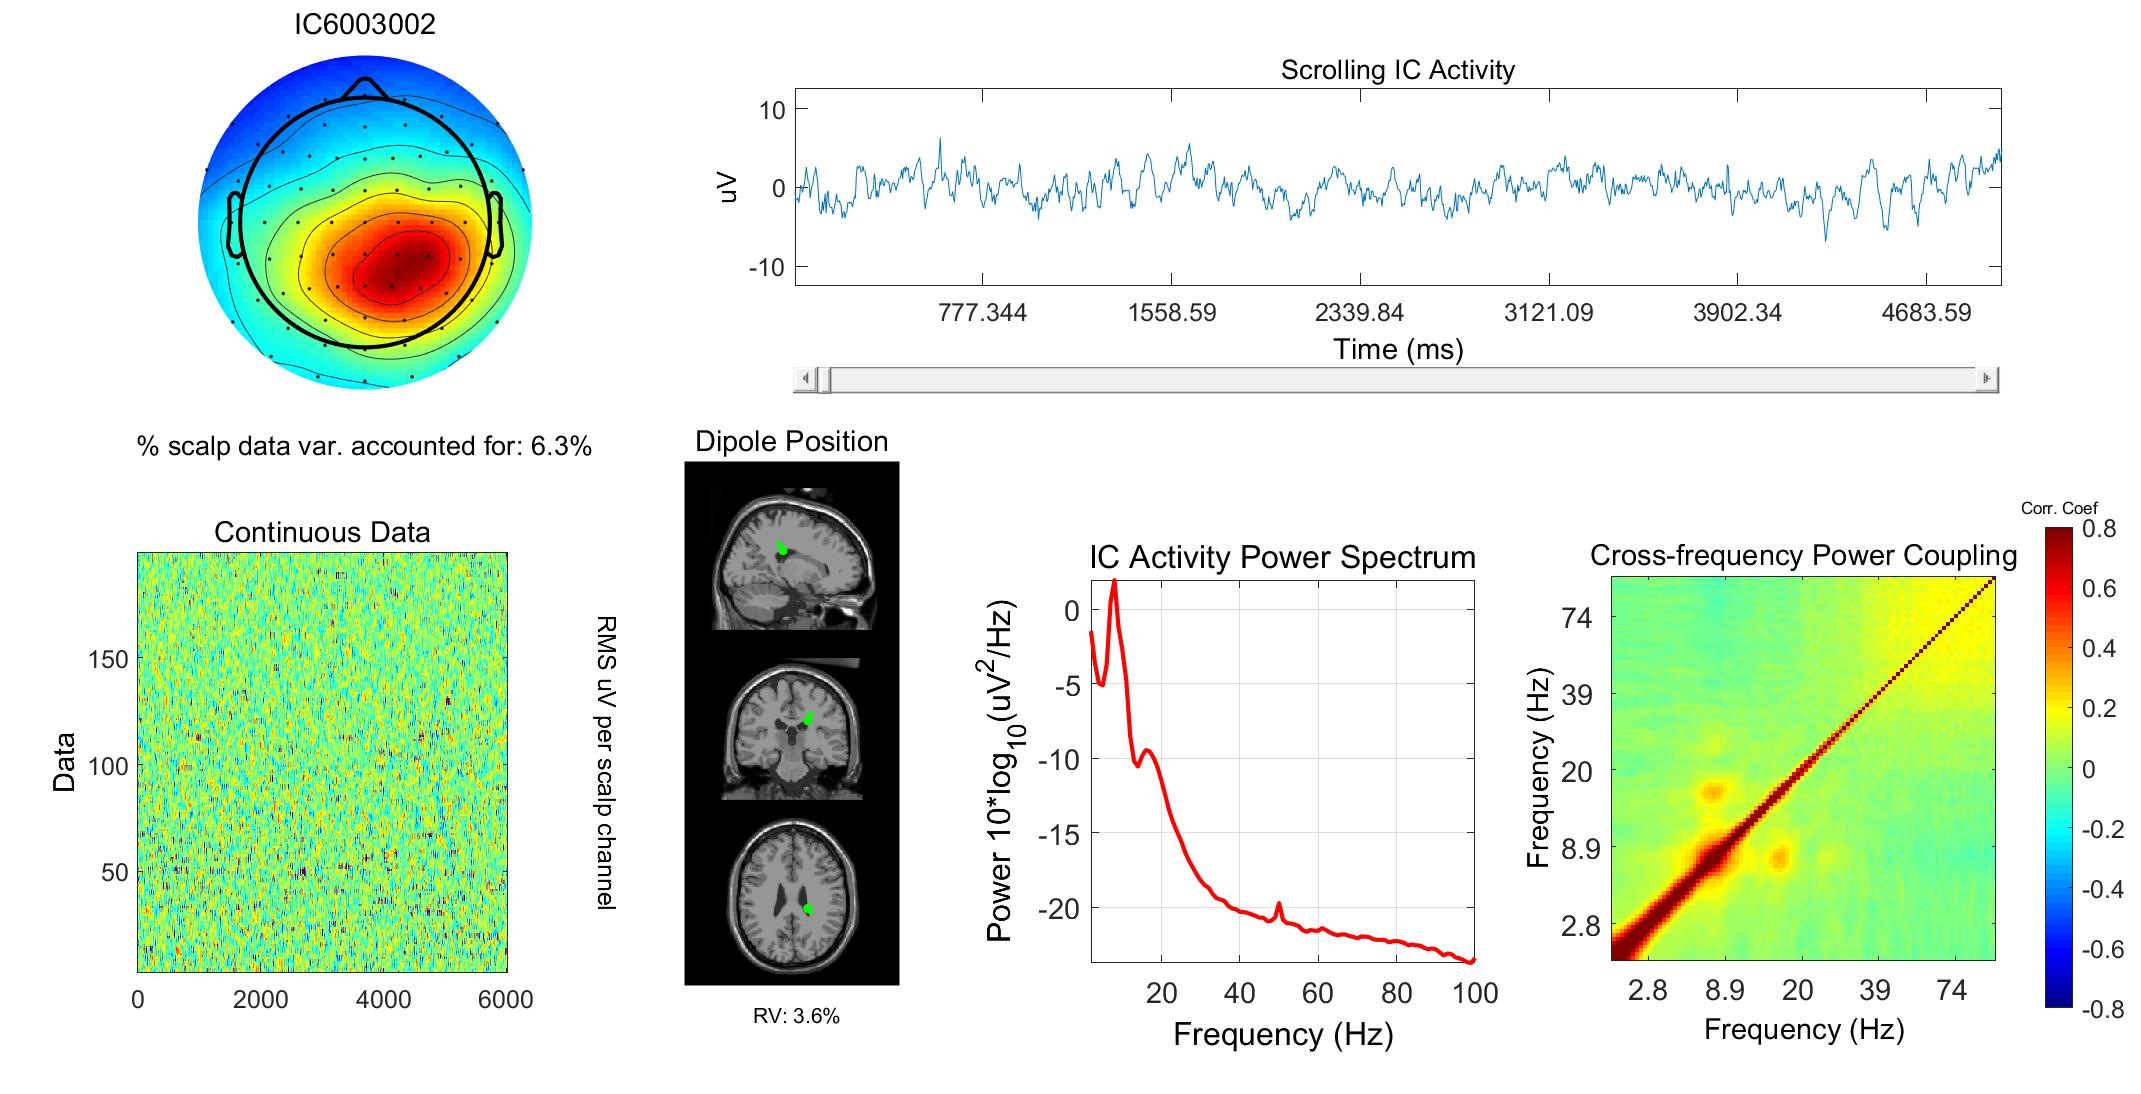 IC6003002
% scalp data var. accounted for: 6.3%
Scrolling IC Activity
uV
10
0
-10
777.344 1558.59 2339.84 3121.09 3902.34 4683.59
Time (ms)
Continuous Data
Data
150
100
50
0 2000 4000 6000
RMS uV per scalp channel
Dipole Position
RV: 3.6%
IC Activity Power Spectrum
Power 10*log10(uV2/Hz)
0
-5
-10
-15
-20
20 40 60 80 100
Frequency (Hz)
Cross-frequency Power Coupling
Frequency (Hz)
74
39
20
8.9
2.8
2.8 8.9 20 39 74
Frequency (Hz)
Corr. Coef
0.8
0.6
0.4
0.2
0
-0.2
-0.4
-0.6
-0.8